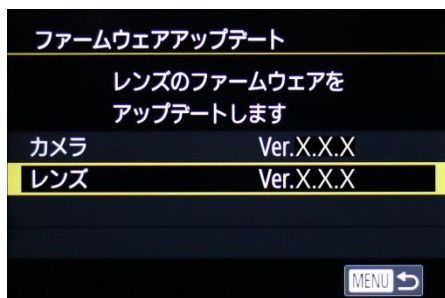 ファームウェアアップデート
レンズのファームウェアを
アップデートします
カメラ Ver.X.X.X
レンズ Ver.X.X.X
MENU